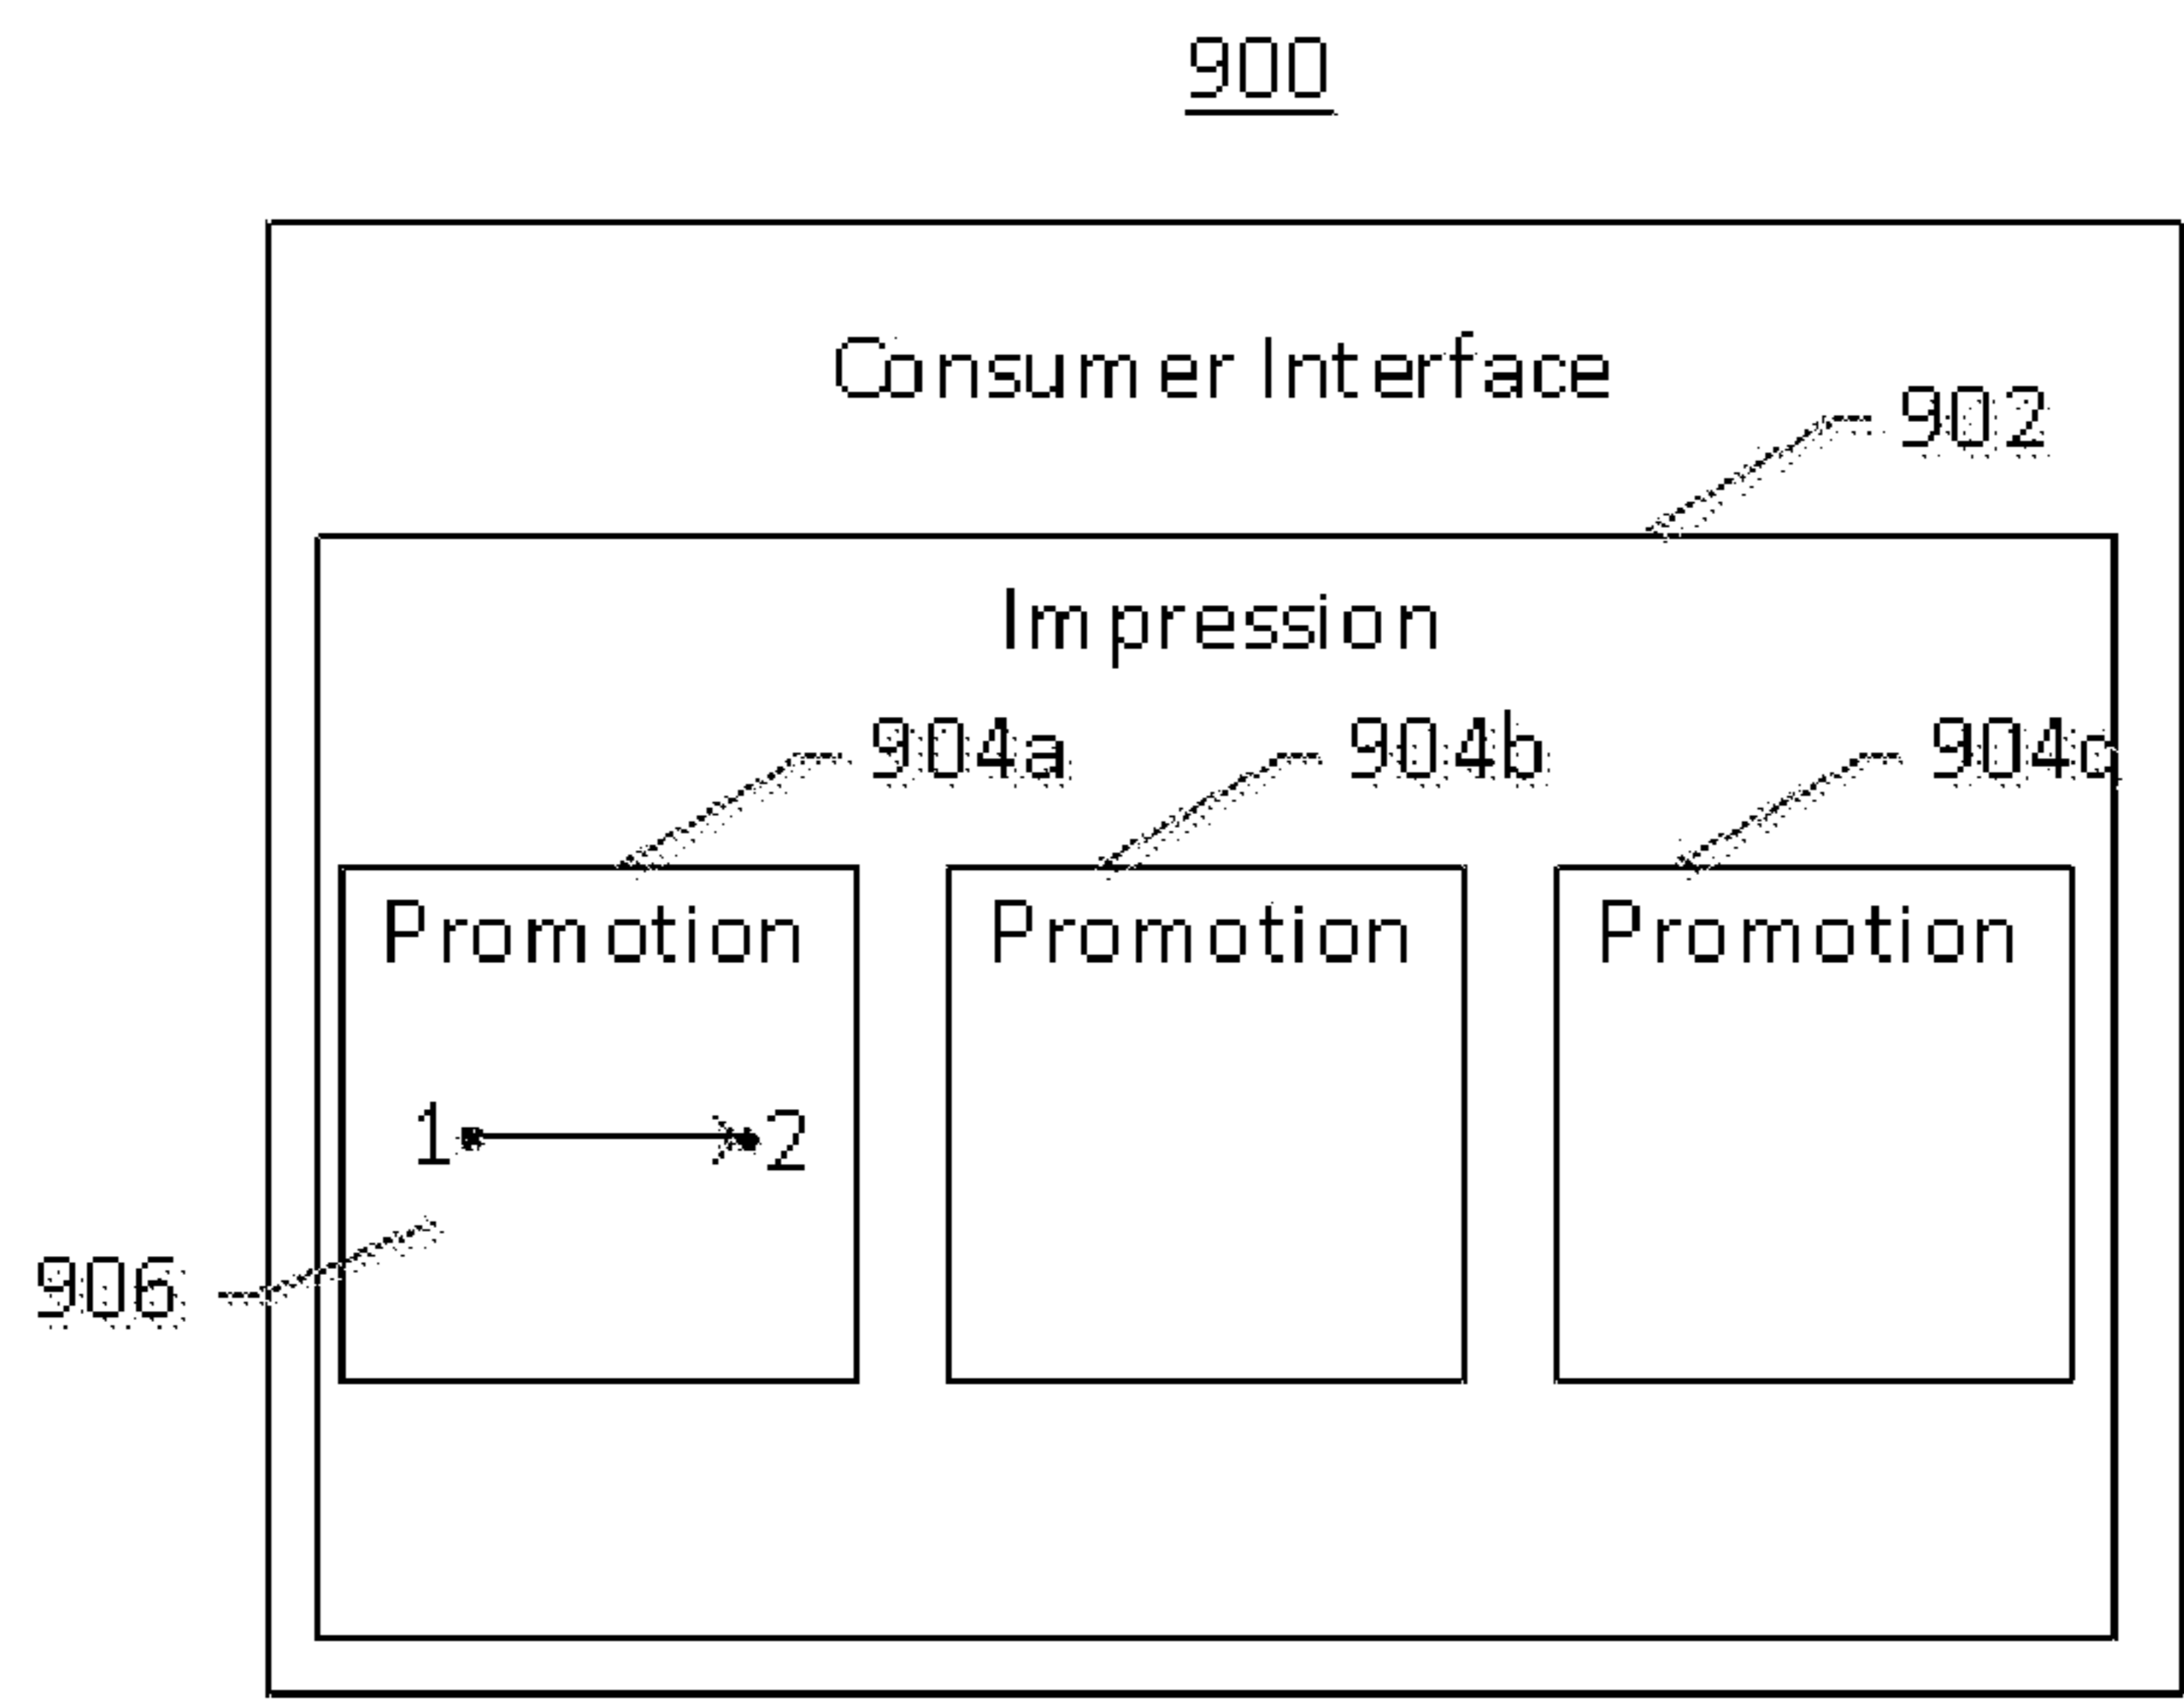 900
Consumer Interface
902
Impression
904a 904b 904c
Promotion Promotion Promotion
1 2
906